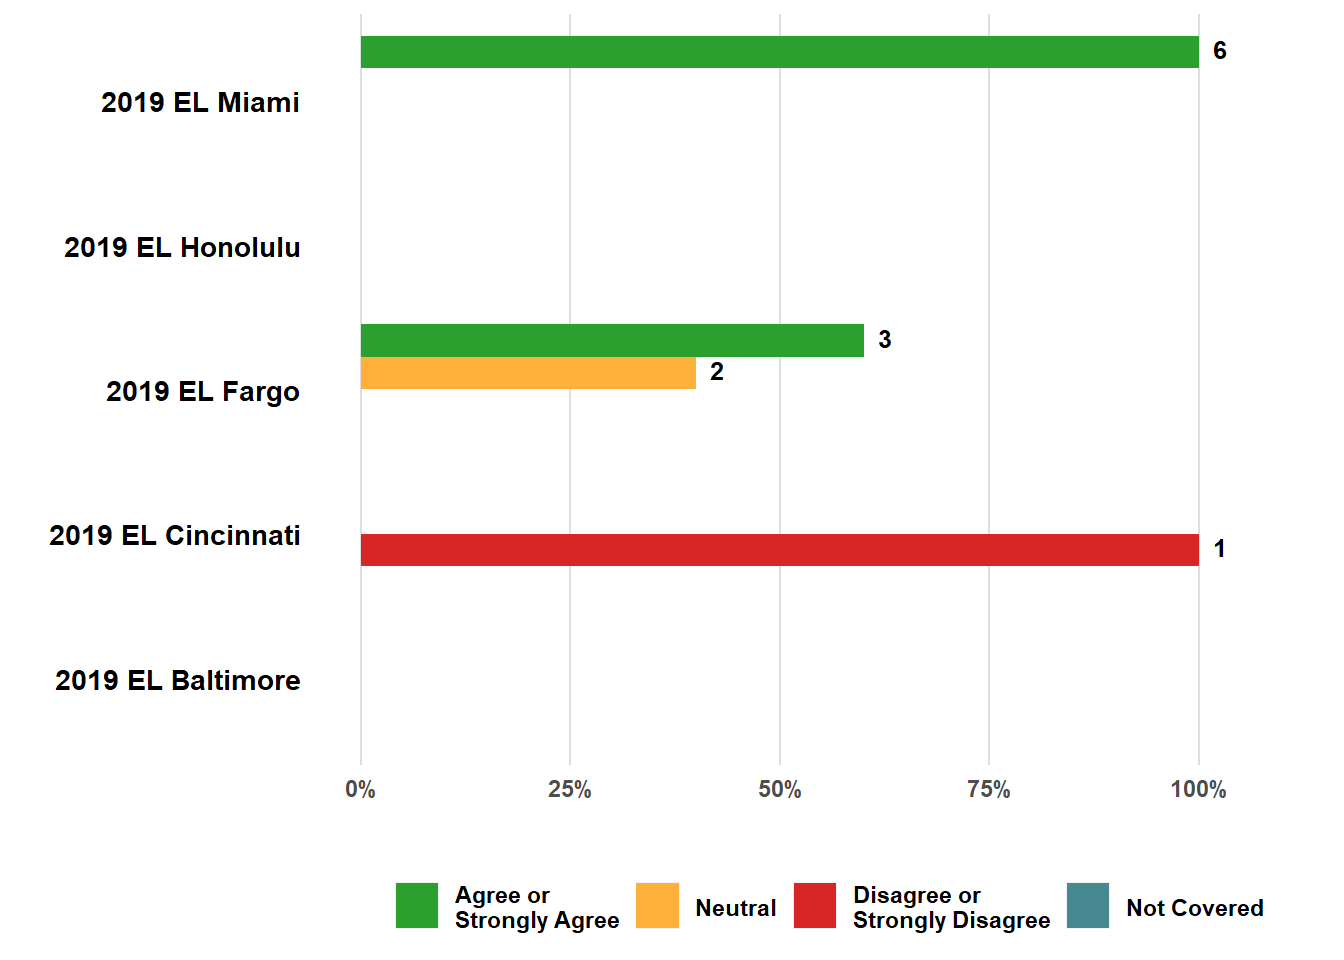 6
2019 EL Miami
2019 EL Honolulu
3
2
2019 EL Fargo
2019 EL Cincinnati
1
2019 EL Baltimore
0% 25% 50% 75% 100%
Agree or
Strongly Agree
Neutral
Disagree or
Strongly Disagree
Not Covered